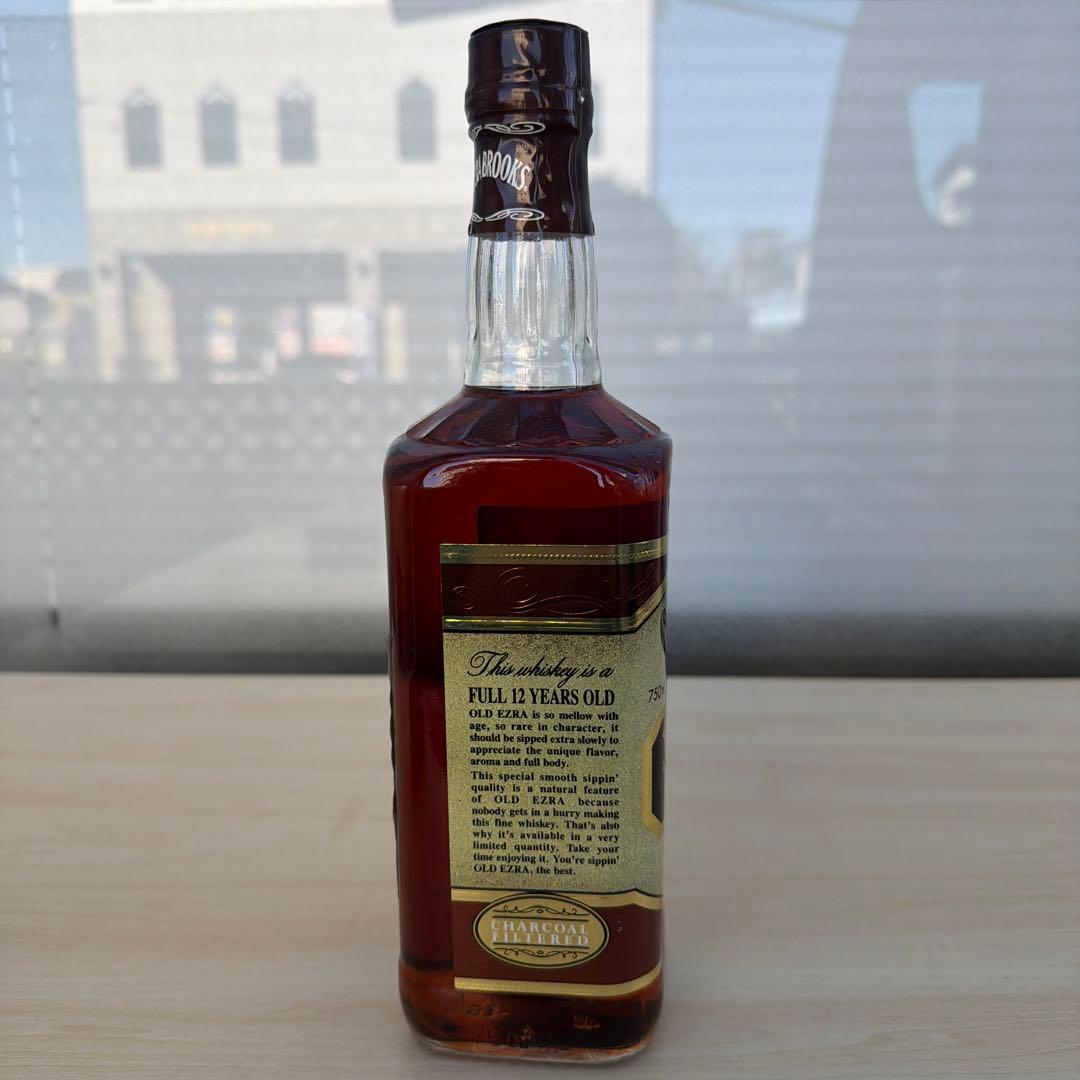 BROOKS
This whiskey is a
FULL 12 YEARS OLD
OLD EZRA is so mellow with
age, so rare in character, it
should be sipped extra slowly to
appreciate the unique flavor,
aroma and full body.
This special smooth sippin'
quality is a natural feature
of OLD EZRA because
nobody gets in a hurry making
this fine whiskey. That's also
why it's available in a very
limited quantity. Take your
time enjoying it. You're sippin'
OLD EZRA, the best.
750
CHARCOAL
FILTERED